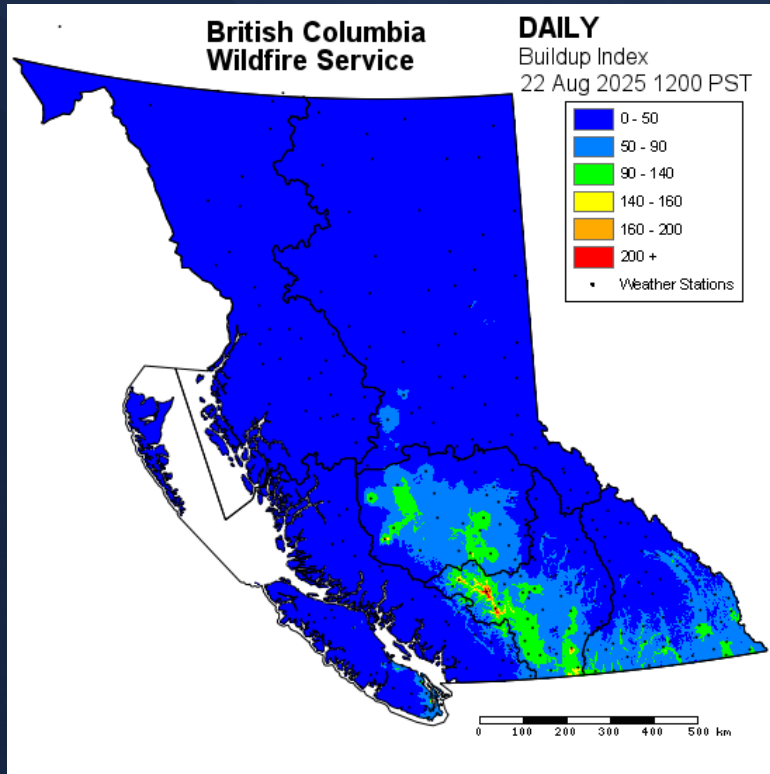 British Columbia
Wildfire Service
DAILY
Buildup Index
22 Aug 2025 1200 PST
0 - 50
50 - 90
90 - 140
140 - 160
160 - 200
200 +
Weather Stations
0 100 200 300 400 500 km